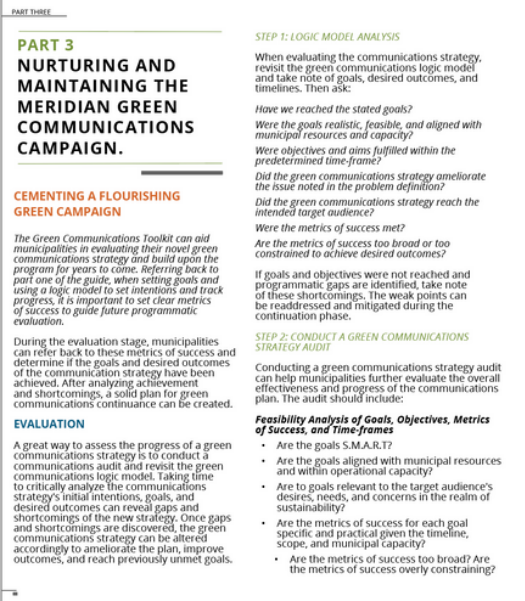 PART THREE
PART 3
NURTURING AND
MAINTAINING THE
MERIDIAN GREEN
COMMUNICATIONS
CAMPAIGN.
CEMENTING A FLOURISHING
GREEN CAMPAIGN
The Green Communications Toolkit can aid
municipalities in evaluating their novel green
communications strategy and build upon the
program for years to come. Referring back to
part one of the guide, when setting goals and
using a logic model to set intentions and track
progress, it is important to set clear metrics
of success to guide future programmatic
evaluation.
During the evaluation stage, municipalities
can refer back to these metrics of success and
determine if the goals and desired outcomes
of the communication strategy have been
achieved. After analyzing achievement
and shortcomings, a solid plan for green
communications continuance can be created.
EVALUATION
A great way to assess the progress of a green
communications strategy is to conduct a
communications audit and revisit the green
communications logic model. Taking time
to critically analyze the communications
strategy's initial intentions, goals, and
desired outcomes can reveal gaps and
shortcomings of the new strategy. Once gaps
and shortcomings are discovered, the green
communications strategy can be altered
accordingly to ameliorate the plan, improve
outcomes, and reach previously unmet goals.
STEP 1: LOGIC MODEL ANALYSIS
When evaluating the communications strategy,
revisit the green communications logic model
and take note of goals, desired outcomes, and
timelines. Then ask:
Have we reached the stated goals?
Were the goals realistic, feasible, and aligned with
municipal resources and capacity?
Were objectives and aims fulfilled within the
predetermined time-frame?
Did the green communications strategy ameliorate
the issue noted in the problem definition?
Did the green communications strategy reach the
intended target audience?
Were the metrics of success met?
Are the metrics of success too broad or too
constrained to achieve desired outcomes?
If goals and objectives were not reached and
programmatic gaps are identified, take note
of these shortcomings. The weak points can
be readdressed and mitigated during the
continuation phase.
STEP 2: CONDUCT A GREEN COMMUNICATIONS
STRATEGY AUDIT
Conducting a green communications strategy audit
can help municipalities further evaluate the overall
effectiveness and progress of the communications
plan. The audit should include:
Feasibility Analysis of Goals, Objectives, Metrics
of Success, and Time-frames
• Are the goals S.M.A.R.T?
• Are the goals aligned with municipal resources
and within operational capacity?
• Are to goals relevant to the target audience's
desires, needs, and concerns in the realm of
sustainability?
• Are the metrics of success for each goal
specific and practical given the timeline,
scope, and municipal capacity?
• Are the metrics of success too broad? Are
the metrics of success overly constraining?